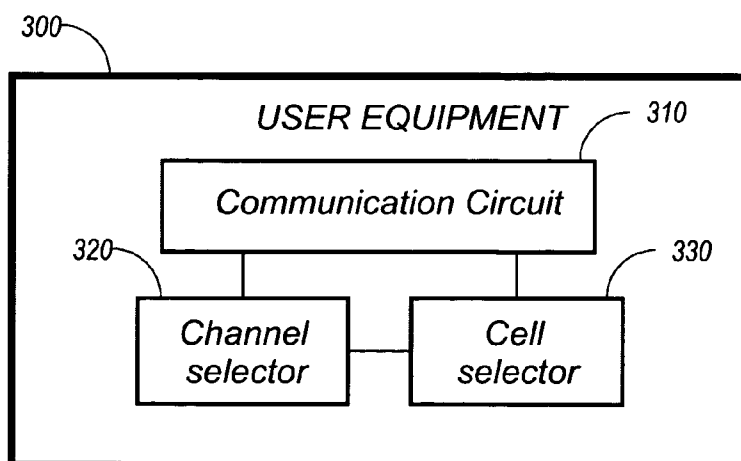 300
USER EQUIPMENT
310
Communication Circuit
320
330
Channel
selector
Cell
selector